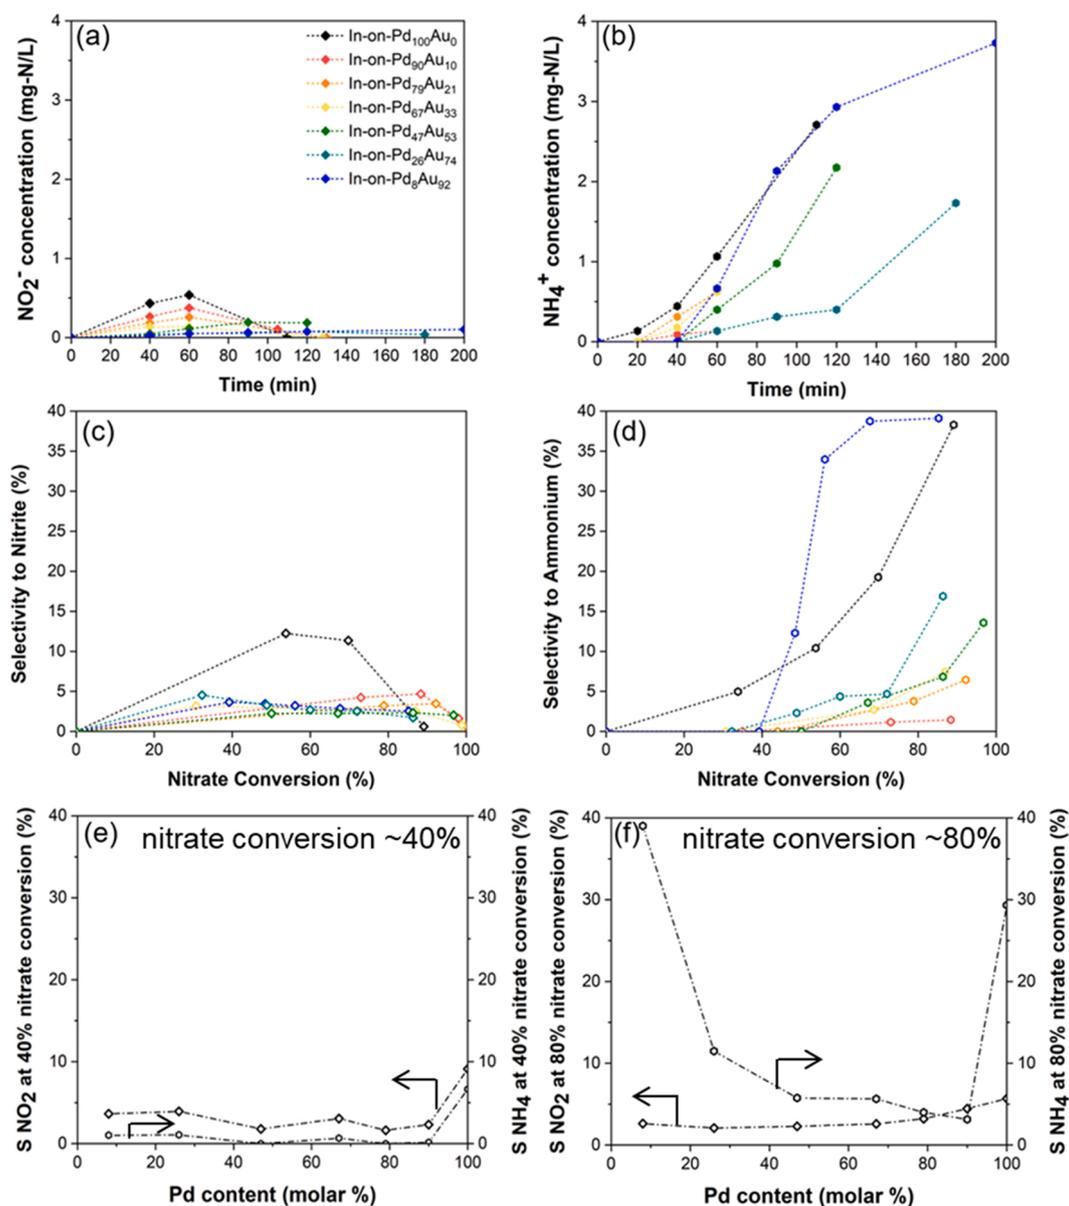 (a)
4
3
2
1
0
NO₂⁻ concentration (mg-N/L)
In-on-Pd₁₀₀Au₀
In-on-Pd₉₀Au₁₀
In-on-Pd₇₉Au₂₁
In-on-Pd₆₇Au₃₃
In-on-Pd₄₇Au₅₃
In-on-Pd₂₆Au₇₄
In-on-Pd₈Au₉₂
0 20 40 60 80 100 120 140 160 180 200
Time (min)
(b)
4
3
2
1
0
NH₄⁺ concentration (mg-N/L)
0 20 40 60 80 100 120 140 160 180 200
Time (min)
(c)
40
35
30
25
20
15
10
5
0
Selectivity to Nitrite (%)
0 20 40 60 80 100
Nitrate Conversion (%)
(d)
40
35
30
25
20
15
10
5
0
Selectivity to Ammonium (%)
0 20 40 60 80 100
Nitrate Conversion (%)
(e) nitrate conversion ~40%
40
30
20
10
0
S NO2 at 40% nitrate conversion (%)
40
30
20
10
0
S NH4 at 40% nitrate conversion (%)
0 20 40 60 80 100
Pd content (molar %)
(f) nitrate conversion ~80%
40
30
20
10
0
S NO2 at 80% nitrate conversion (%)
40
30
20
10
0
S NH4 at 80% nitrate conversion (%)
0 20 40 60 80 100
Pd content (molar %)